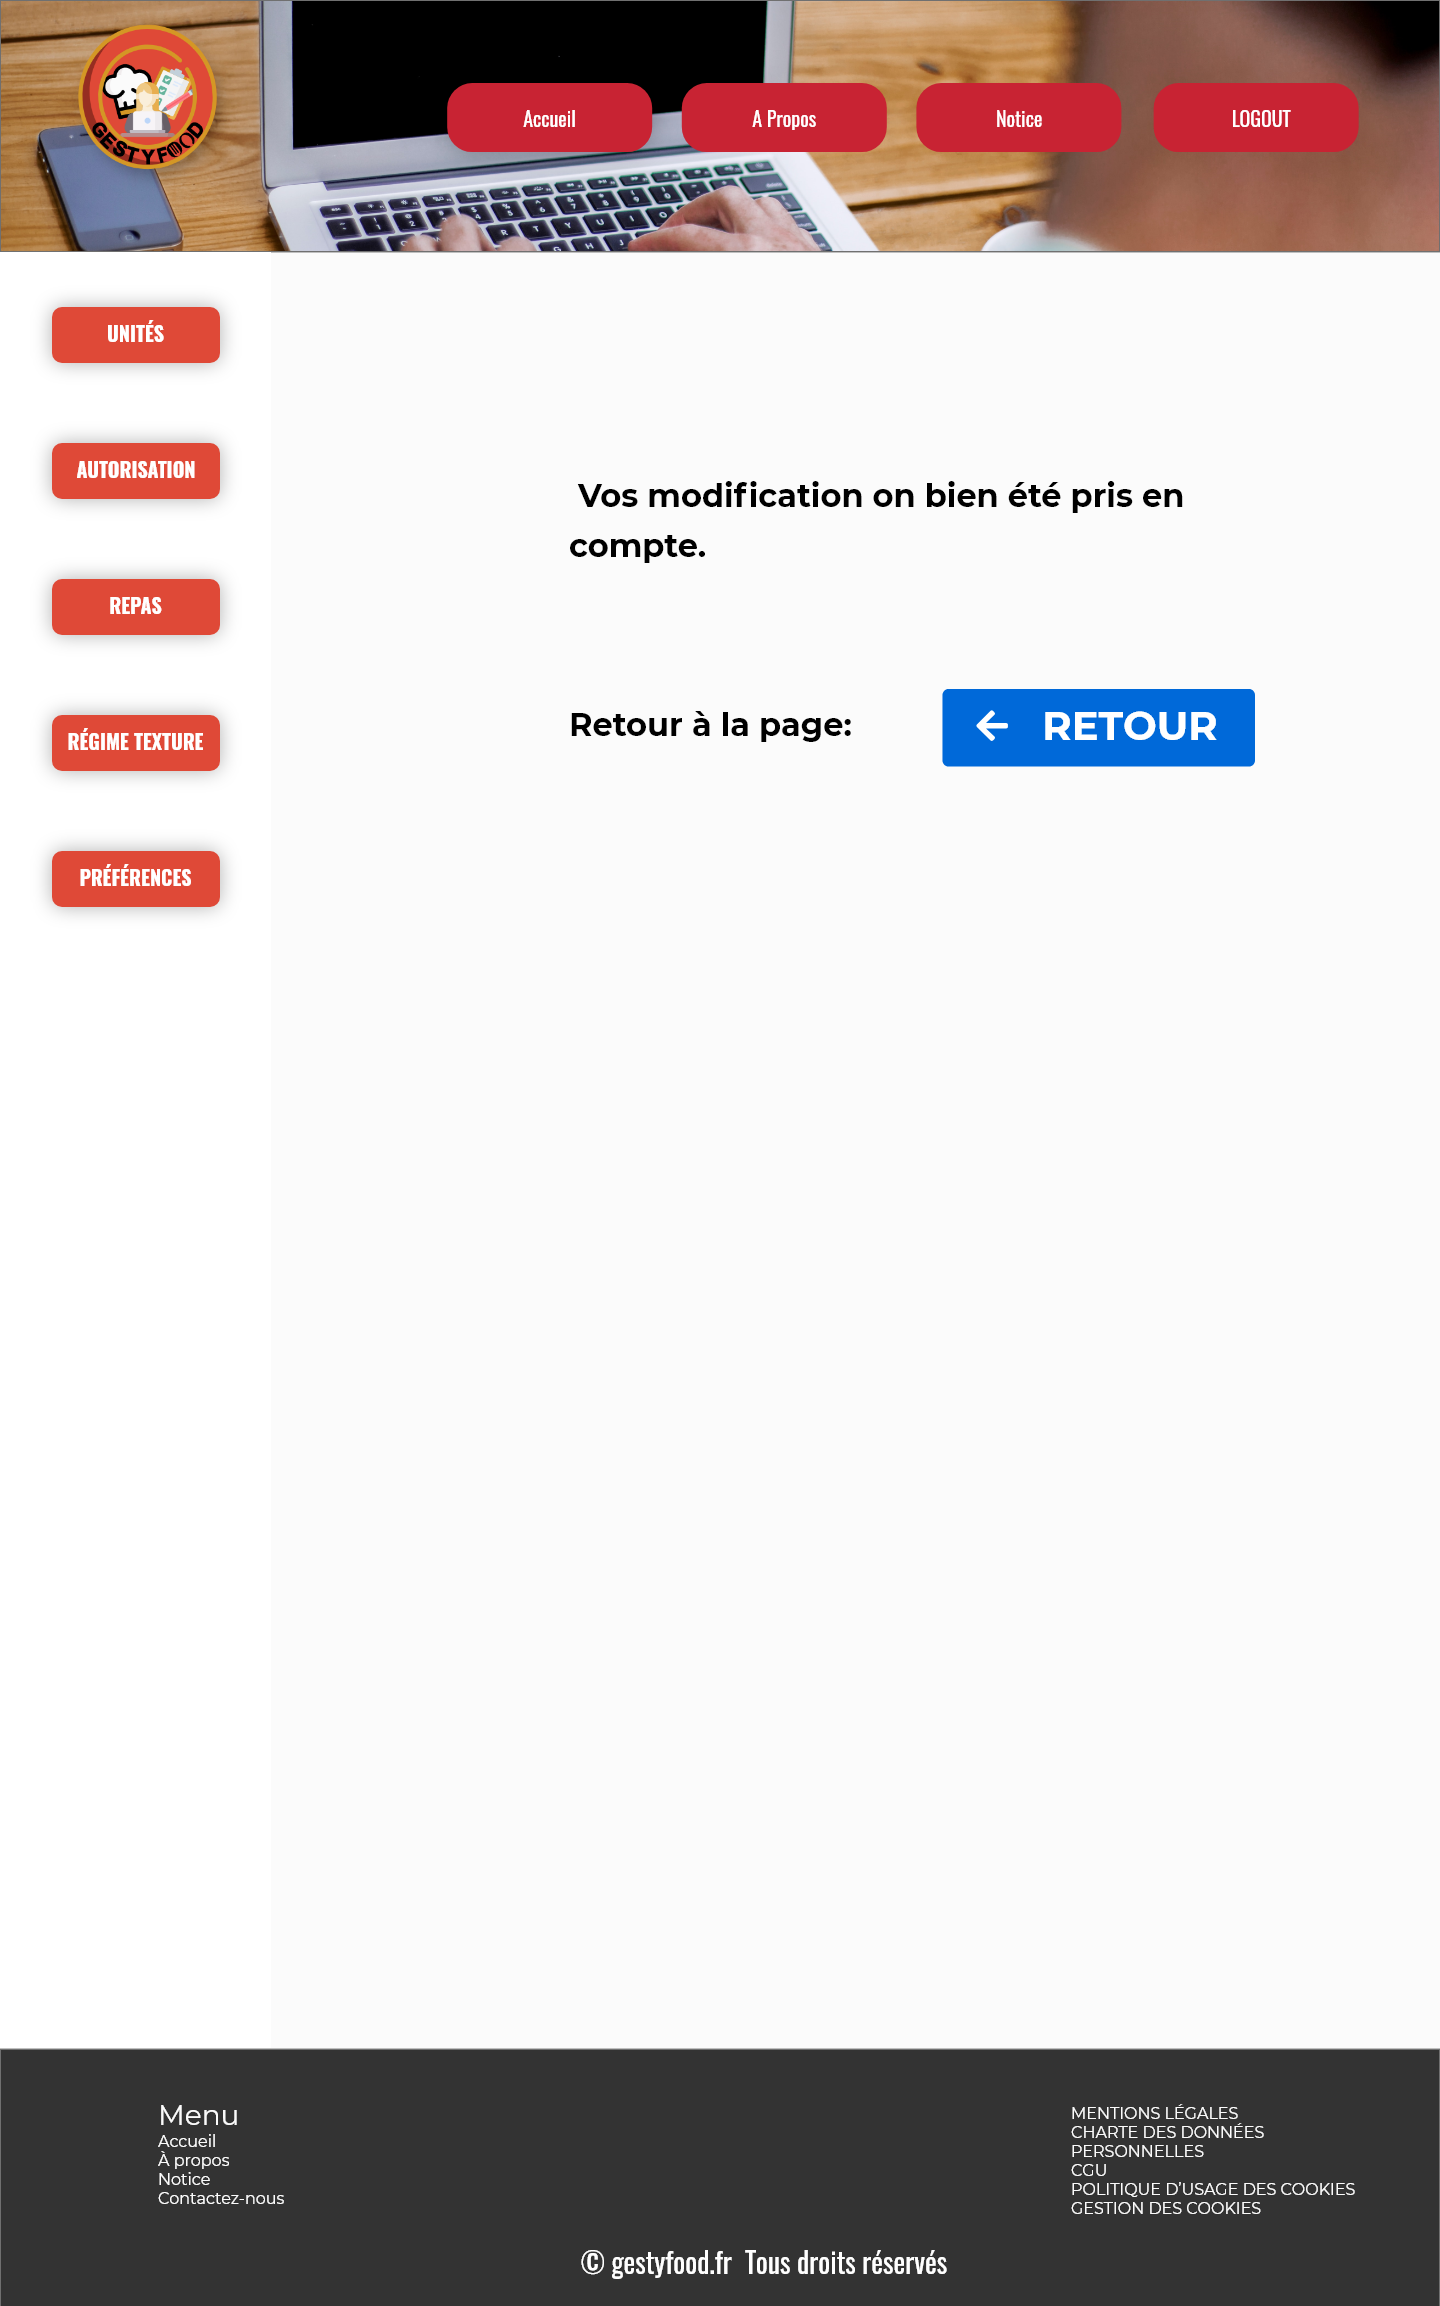 GESTYFOOD
Accueil
A Propos
Notice
LOGOUT
UNITÉS
AUTORISATION
REPAS
RÉGIME TEXTURE
PRÉFÉRENCES
Vos modification on bien été pris en
compte.
Retour à la page:
RETOUR
Menu
Accueil
À propos
Notice
Contactez-nous
MENTIONS LÉGALES
CHARTE DES DONNÉES
PERSONNELLES
CGU
POLITIQUE D'USAGE DES COOKIES
GESTION DES COOKIES
© gestyfood.fr Tous droits réservés